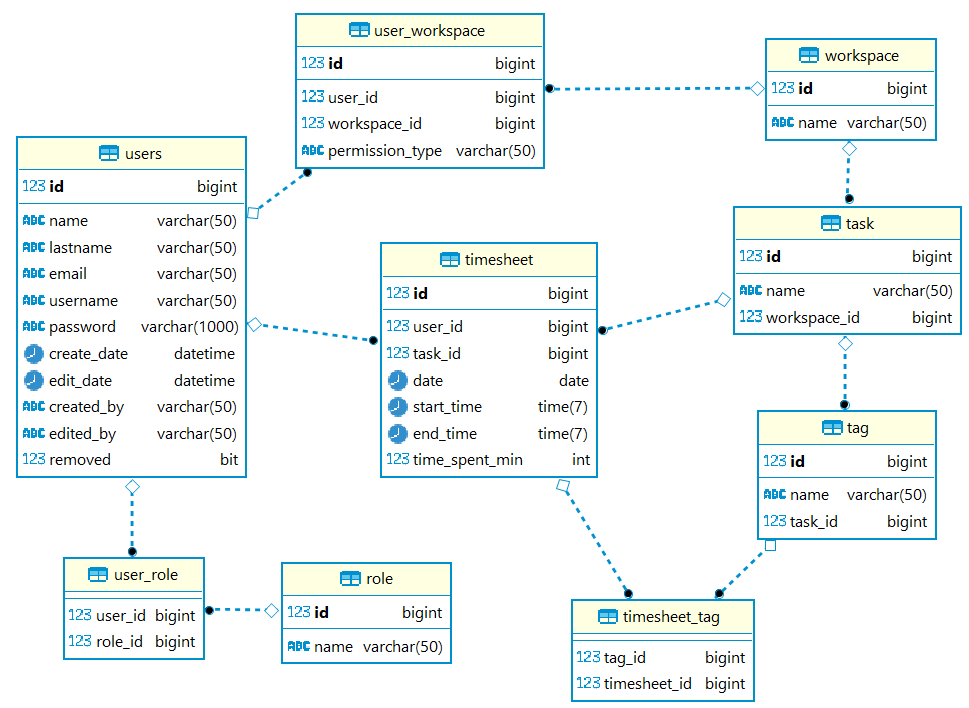 user_workspace
123 id bigint
123 user_id bigint
123 workspace_id bigint
ABC permission_type varchar(50)
workspace
123 id bigint
ABC name varchar(50)
users
123 id bigint
ABC name varchar(50)
ABC lastname varchar(50)
ABC email varchar(50)
ABC username varchar(50)
ABC password varchar(1000)
create_date datetime
edit_date datetime
ABC created_by varchar(50)
ABC edited_by varchar(50)
123 removed bit
timesheet
123 id bigint
123 user_id bigint
123 task_id bigint
date date
start_time time(7)
end_time time(7)
123 time_spent_min int
task
123 id bigint
ABC name varchar(50)
123 workspace_id bigint
tag
123 id bigint
ABC name varchar(50)
123 task_id bigint
user_role
123 user_id bigint
123 role_id bigint
role
123 id bigint
ABC name varchar(50)
timesheet_tag
123 tag_id bigint
123 timesheet_id bigint